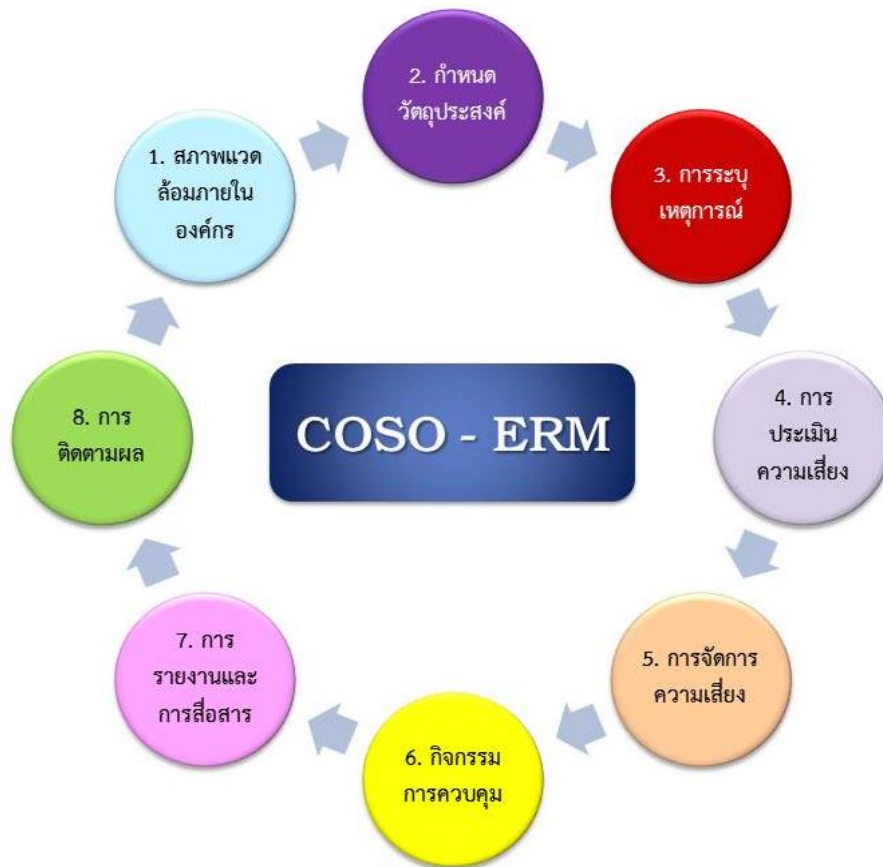 1. สภาพแวด
ล้อมภายใน
องค์กร
2. กำหนด
วัตถุประสงค์
3. การระบุ
เหตุการณ์
4. การ
ประเมิน
ความเสี่ยง
5. การจัดการ
ความเสี่ยง
6. กิจกรรม
การควบคุม
7. การ
รายงานและ
การสื่อสาร
8. การ
ติดตามผล
COSO - ERM